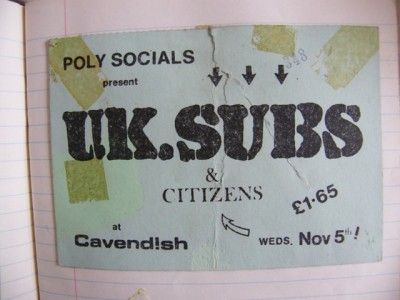 POLY SOCIALS
present
U.K.SUBS
&
CITIZENS
£1·65
at
Cavend!sh
WEDS. Nov 5th!